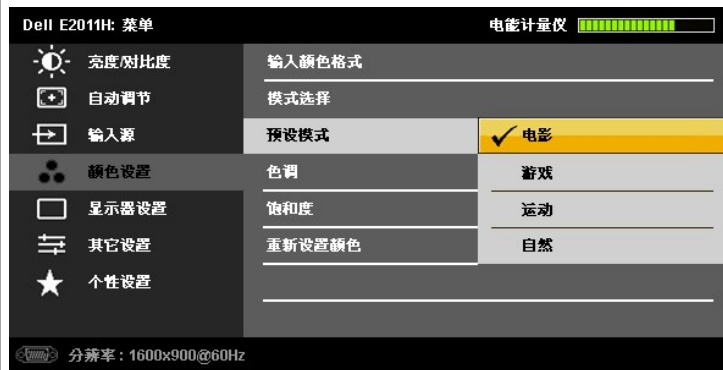 Dell E2011H: 菜单
电能计量仪
亮度/对比度
输入颜色格式
自动调节
模式选择
输入源
预设模式
电影
颜色设置
色调
游戏
显示器设置
饱和度
运动
其它设置
重新设置颜色
自然
个性设置
分辨率: 1600x900@60Hz